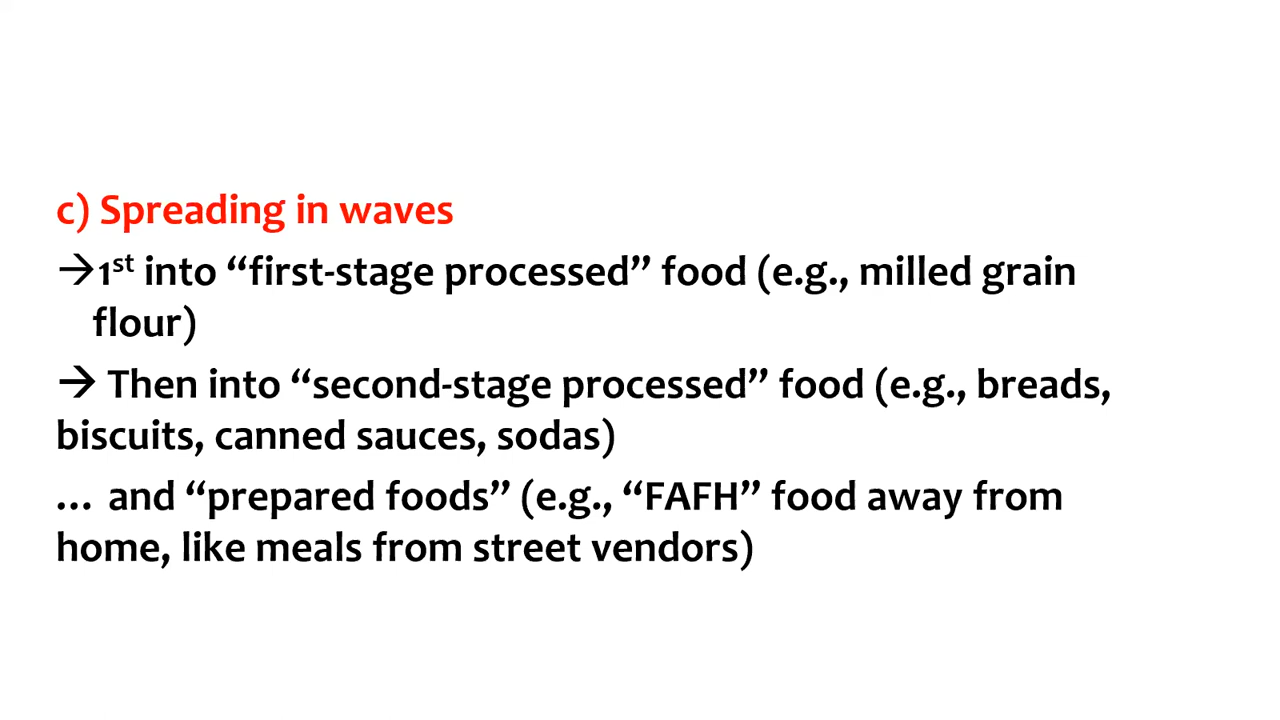 c) Spreading in waves
→1st into “first-stage processed” food (e.g., milled grain
flour)
→ Then into “second-stage processed” food (e.g., breads,
biscuits, canned sauces, sodas)
… and “prepared foods” (e.g., “FAFH” food away from
home, like meals from street vendors)